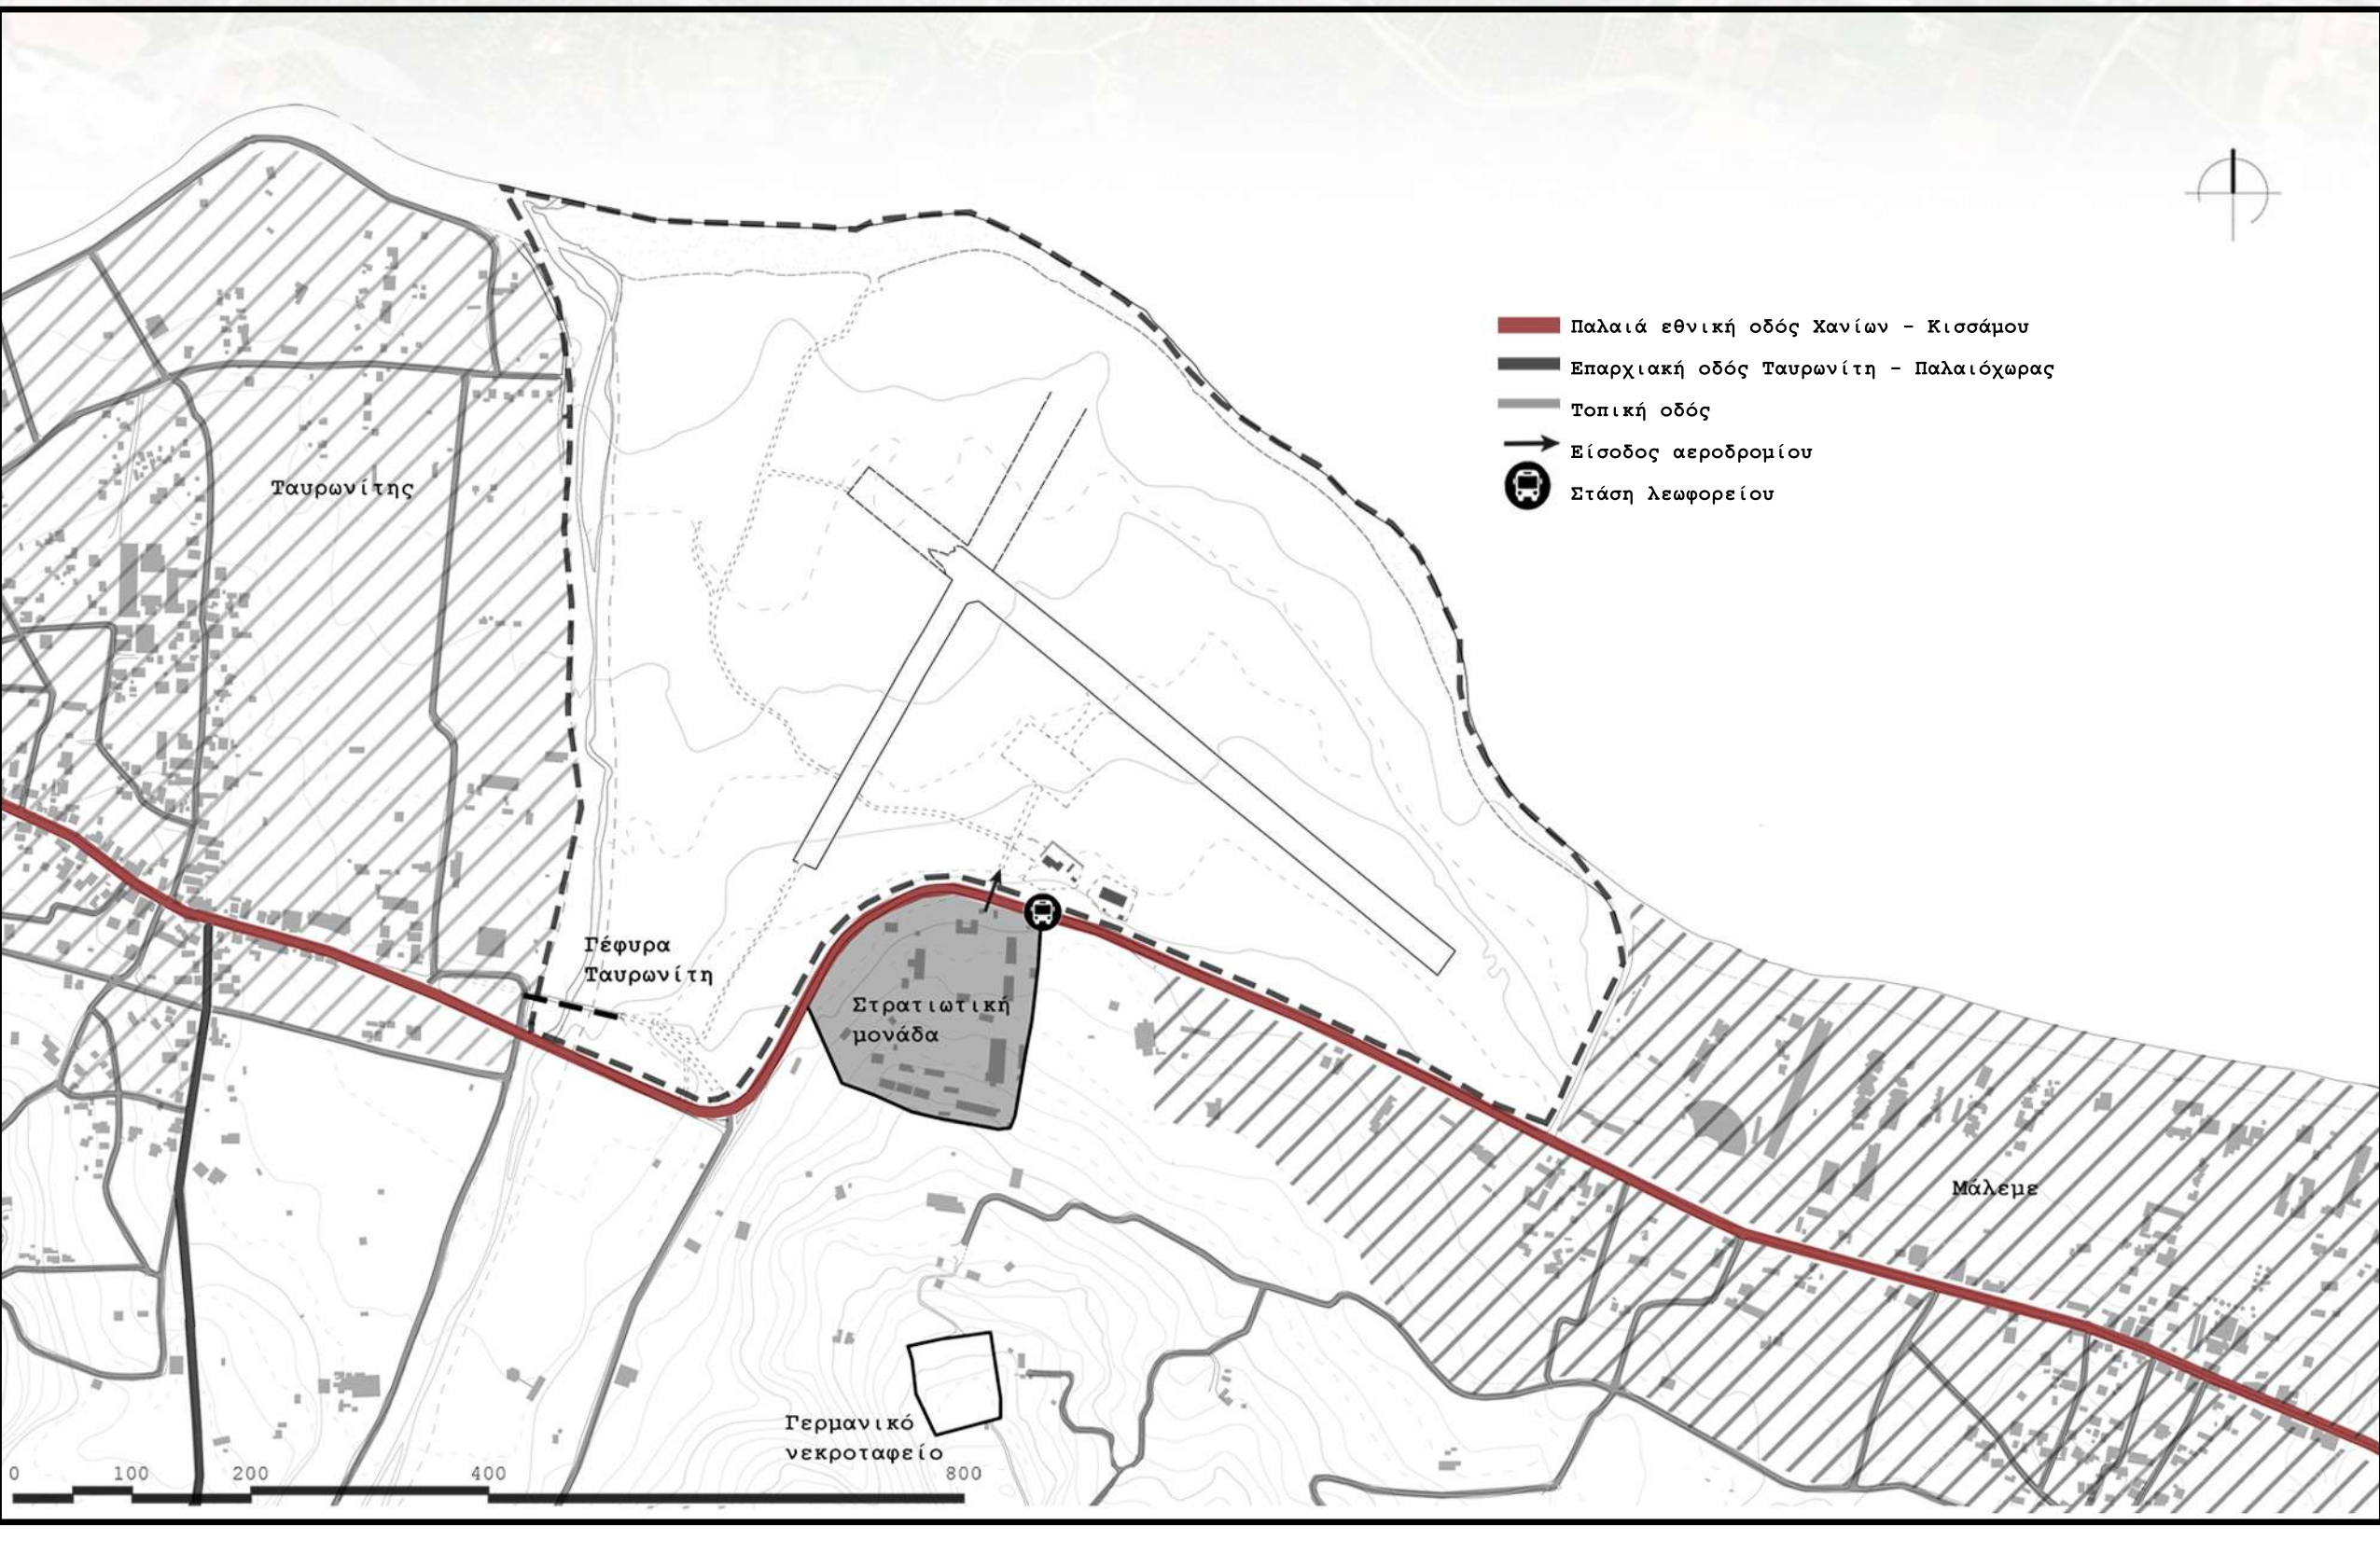 Παλαιά εθνική οδός Χανίων - Κισσάμου
Επαρχιακή οδός Ταυρωνίτη - Παλαιόχωρας
Τοπική οδός
Είσοδος αεροδρομίου
Στάση λεωφορείου
Ταυρωνίτης
Γέφυρα
Ταυρωνίτη
Στρατιωτική
μονάδα
Μάλεμε
Γερμανικό
νεκροταφείο
0 100 200 400 800